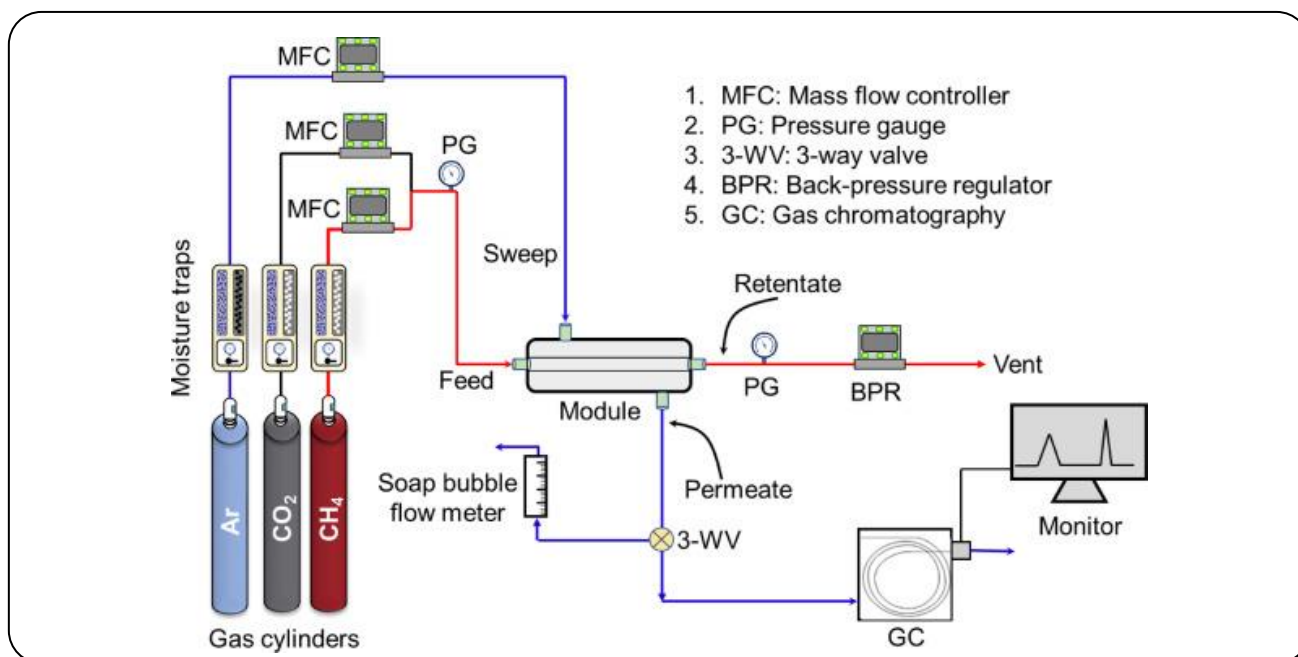 MFC
MFC
MFC
PG
1. MFC: Mass flow controller
2. PG: Pressure gauge
3. 3-WV: 3-way valve
4. BPR: Back-pressure regulator
5. GC: Gas chromatography
Moisture traps
Sweep
Retentate
Feed
Module
PG
BPR
Vent
Soap bubble
flow meter
Permeate
3-WV
Monitor
GC
Ar
CO₂
CH₄
Gas cylinders